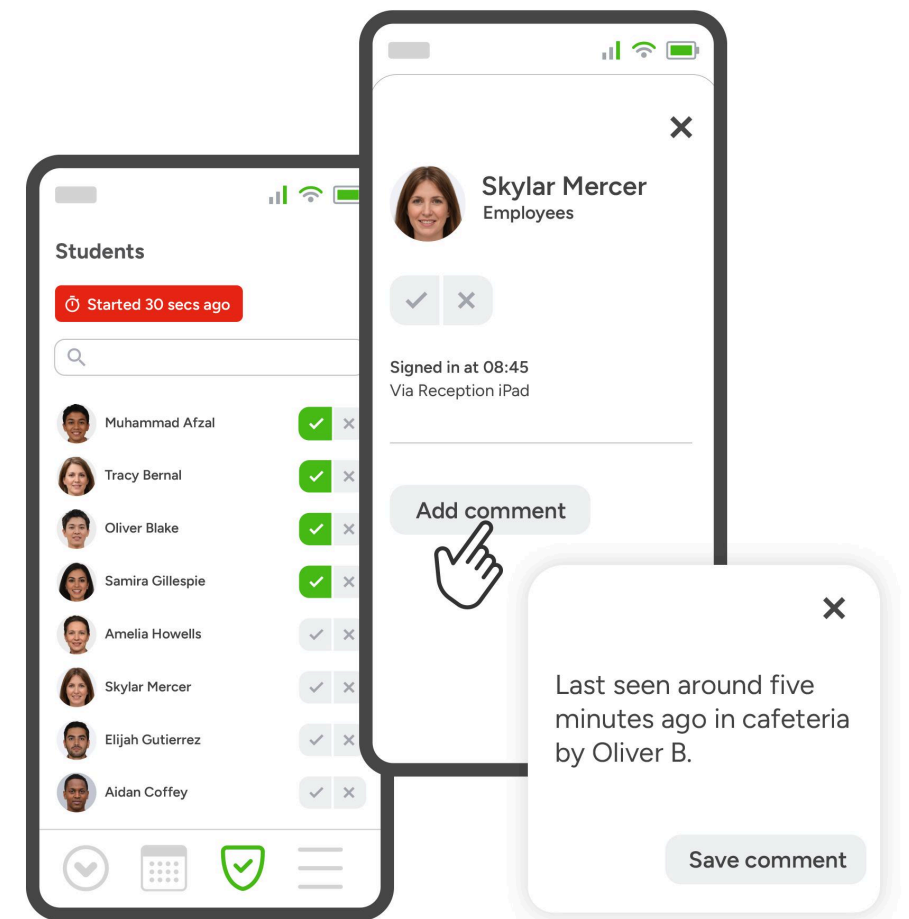 Students
Started 30 secs ago
Muhammad Afzal
Tracy Bernal
Oliver Blake
Samira Gillespie
Amelia Howells
Skylar Mercer
Elijah Gutierrez
Aidan Coffey
Skylar Mercer
Employees
Signed in at 08:45
Via Reception iPad
Add comment
Last seen around five
minutes ago in cafeteria
by Oliver B.
Save comment